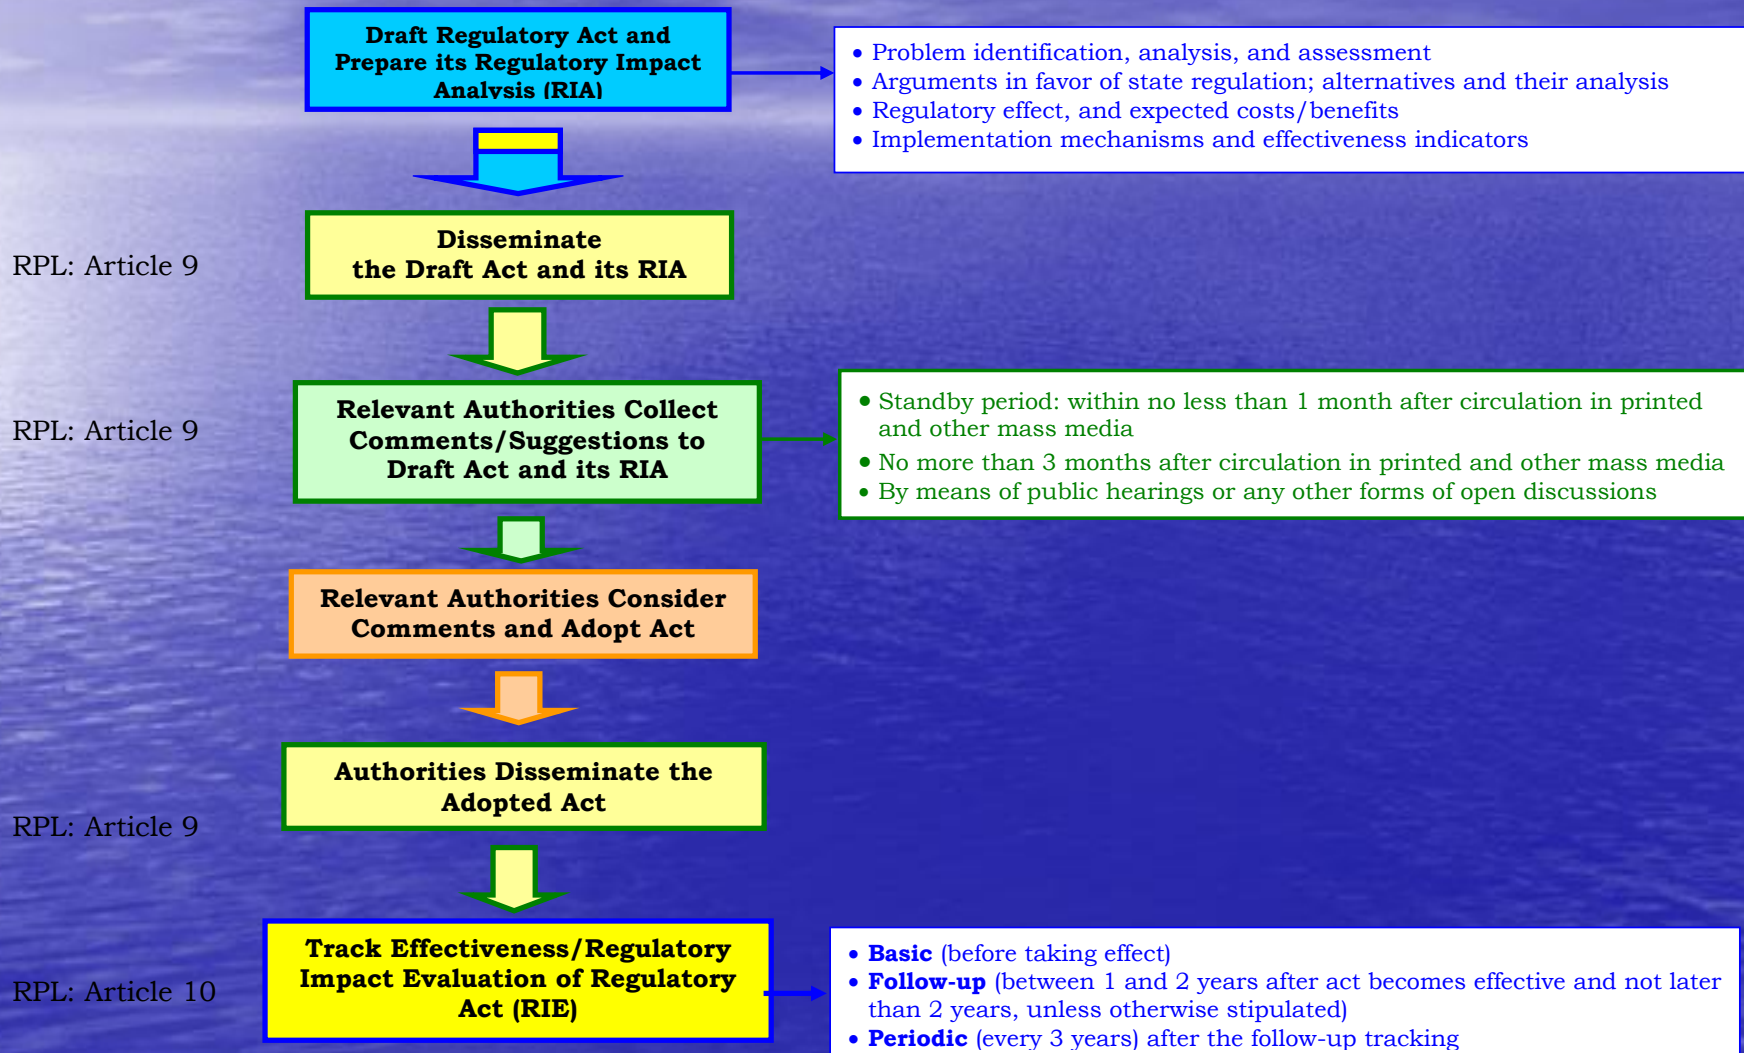 Draft Regulatory Act and
Prepare its Regulatory Impact
Analysis (RIA)
• Problem identification, analysis, and assessment
• Arguments in favor of state regulation; alternatives and their analysis
• Regulatory effect, and expected costs/benefits
• Implementation mechanisms and effectiveness indicators
RPL: Article 9
Disseminate
the Draft Act and its RIA
RPL: Article 9
Relevant Authorities Collect
Comments/Suggestions to
Draft Act and its RIA
• Standby period: within no less than 1 month after circulation in printed
and other mass media
• No more than 3 months after circulation in printed and other mass media
• By means of public hearings or any other forms of open discussions
Relevant Authorities Consider
Comments and Adopt Act
RPL: Article 9
Authorities Disseminate the
Adopted Act
RPL: Article 10
Track Effectiveness/Regulatory
Impact Evaluation of Regulatory
Act (RIE)
• Basic (before taking effect)
• Follow-up (between 1 and 2 years after act becomes effective and not later
than 2 years, unless otherwise stipulated)
• Periodic (every 3 years) after the follow-up tracking